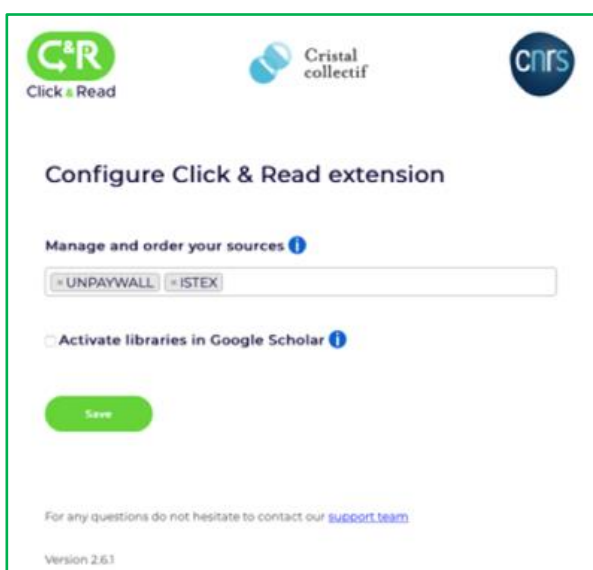 C&R
Click & Read
Cristal
collectif
cnrs
Configure Click & Read extension
Manage and order your sources i
× UNPAYWALL × ISTEX
Activate libraries in Google Scholar i
Save
For any questions do not hesitate to contact our support team
Version 2.6.1